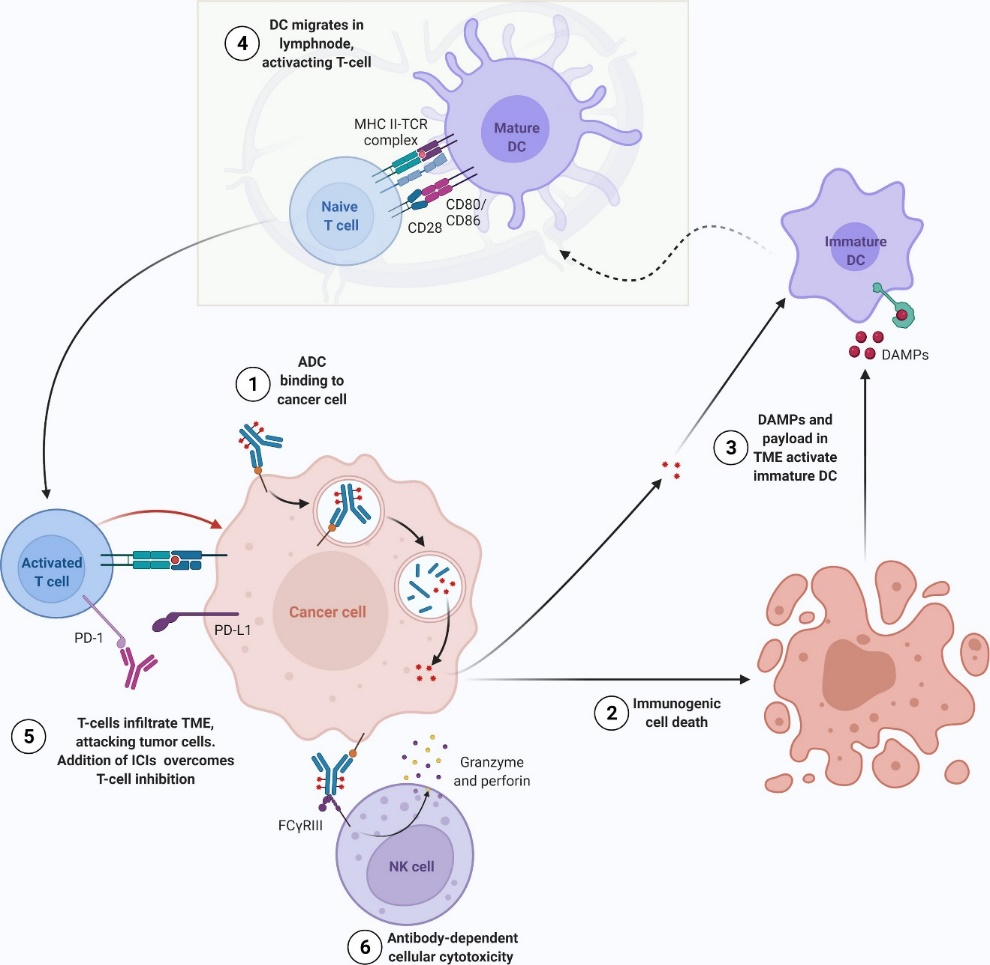 4
DC migrates in
lymphnode,
activacting T-cell
MHC II-TCR
complex
Mature
DC
Naive
T cell
CD80/
CD86
CD28
Immature
DC
DAMPs
1
ADC
binding to
cancer cell
3
DAMPs and
payload in
TME activate
immature DC
Activated
T cell
Cancer cell
PD-1
PD-L1
2
Immunogenic
cell death
5
T-cells infiltrate TME,
attacking tumor cells.
Addition of ICIs overcomes
T-cell inhibition
Granzyme
and perforin
FCγRIII
NK cell
6
Antibody-dependent
cellular cytotoxicity